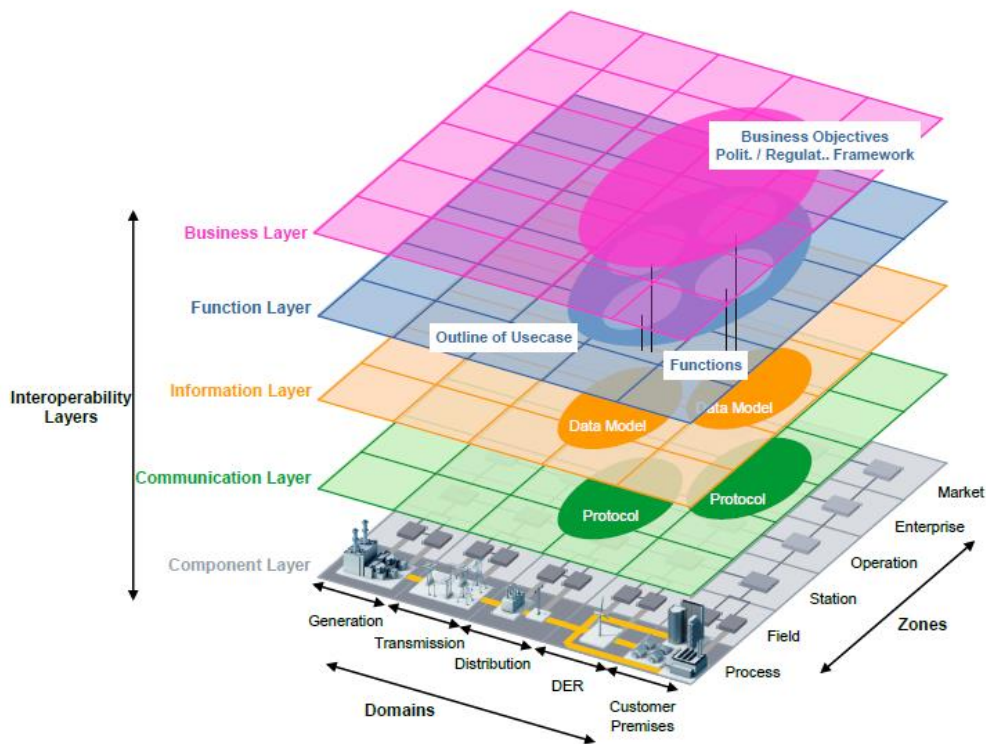 Business Objectives
Polit. / Regulat.. Framework
Business Layer
Function Layer
Outline of Usecase
Functions
Interoperability
Layers
Information Layer
Data Model
Data Model
Communication Layer
Protocol
Protocol
Component Layer
Market
Enterprise
Operation
Station
Field
Process
Zones
Generation
Transmission
Distribution
DER
Customer
Premises
Domains